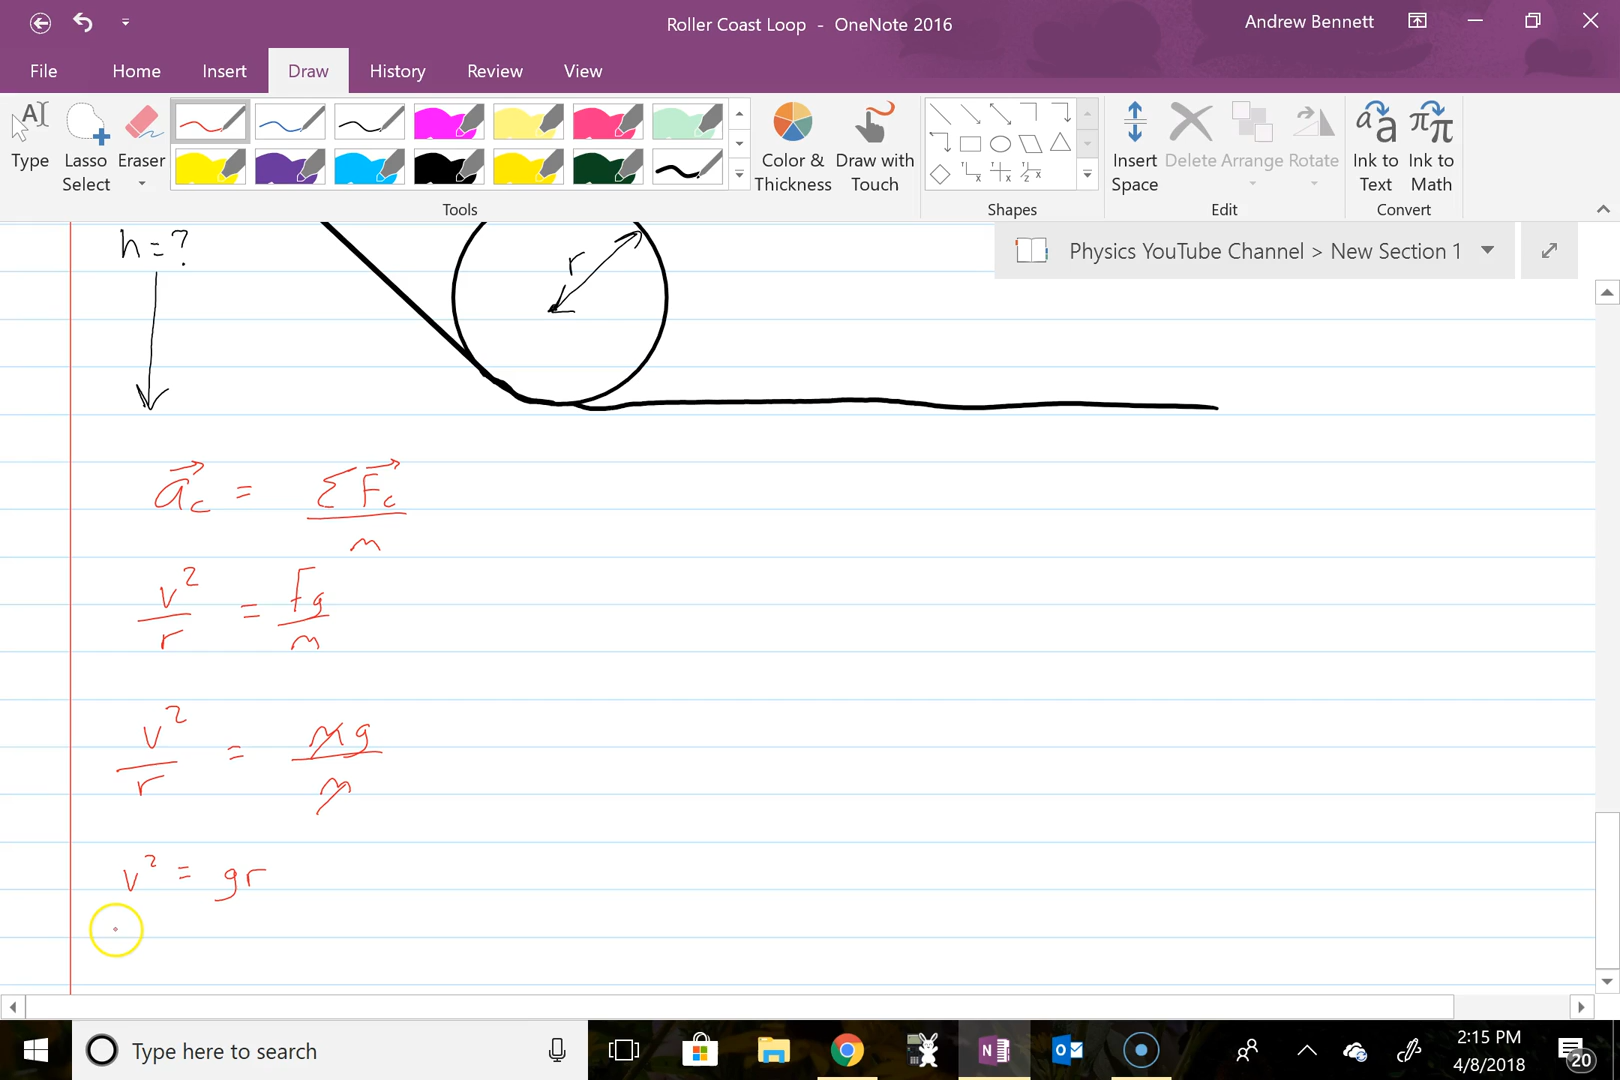 Roller Coast Loop - OneNote 2016
Andrew Bennett
File Home Insert Draw History Review View
Type
Lasso Select
Eraser
Color & Thickness
Draw with Touch
Insert Space
Delete
Arrange
Rotate
Ink to Text
Ink to Math
Tools
Shapes
Edit
Convert
Physics YouTube Channel > New Section 1
h = ?
r
a⃗c = ΣF⃗c / m
v² / r = Fg / m
v² / r = mg / m
v² = gr
Type here to search
2:15 PM
4/8/2018
20